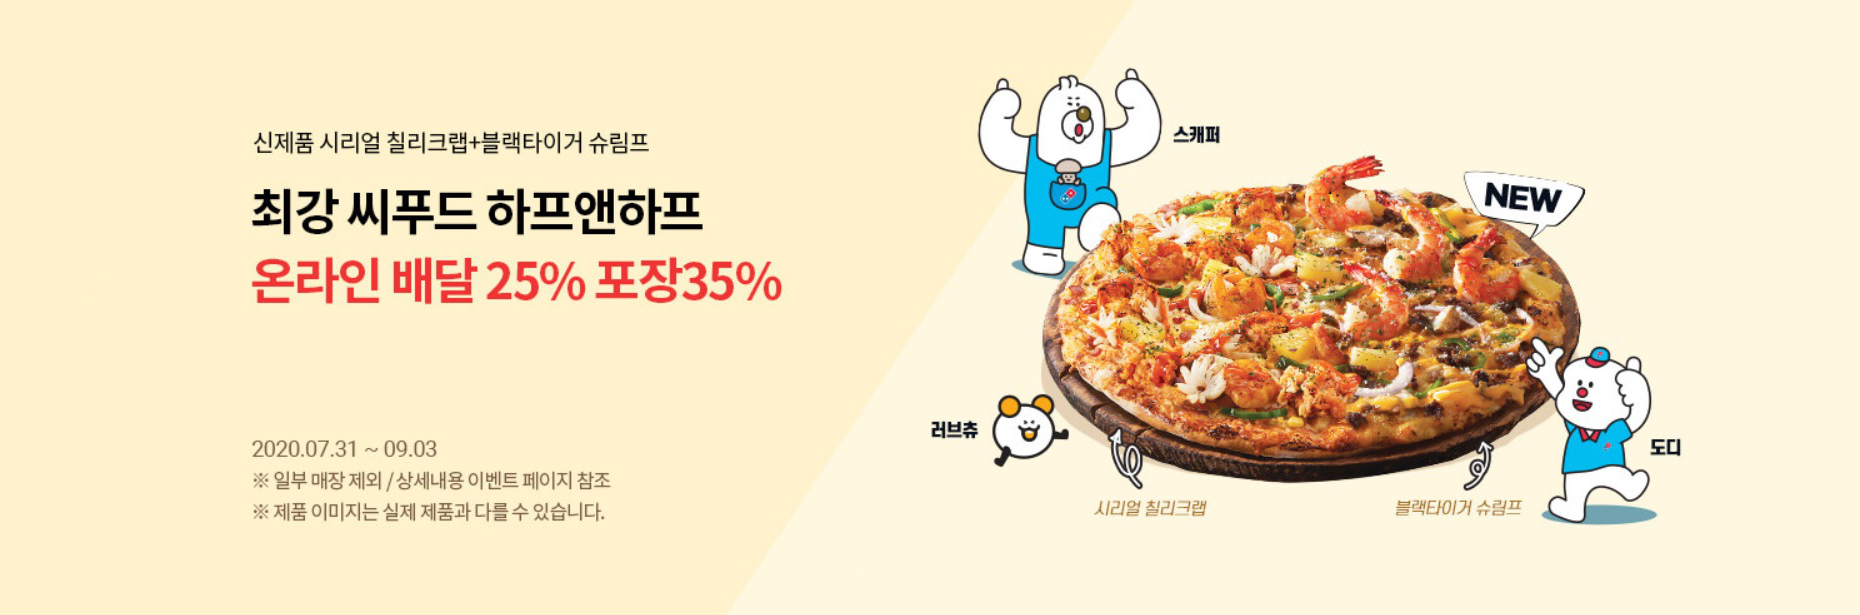 신제품 시리얼 칠리크랩+블랙타이거 슈림프
최강 씨푸드 하프앤하프
온라인 배달 25% 포장35%
2020.07.31 ~ 09.03
※ 일부 매장 제외 / 상세내용 이벤트 페이지 참조
※ 제품 이미지는 실제 제품과 다를 수 있습니다.
스캐퍼
NEW
러브츄
도디
시리얼 칠리크랩
블랙타이거 슈림프